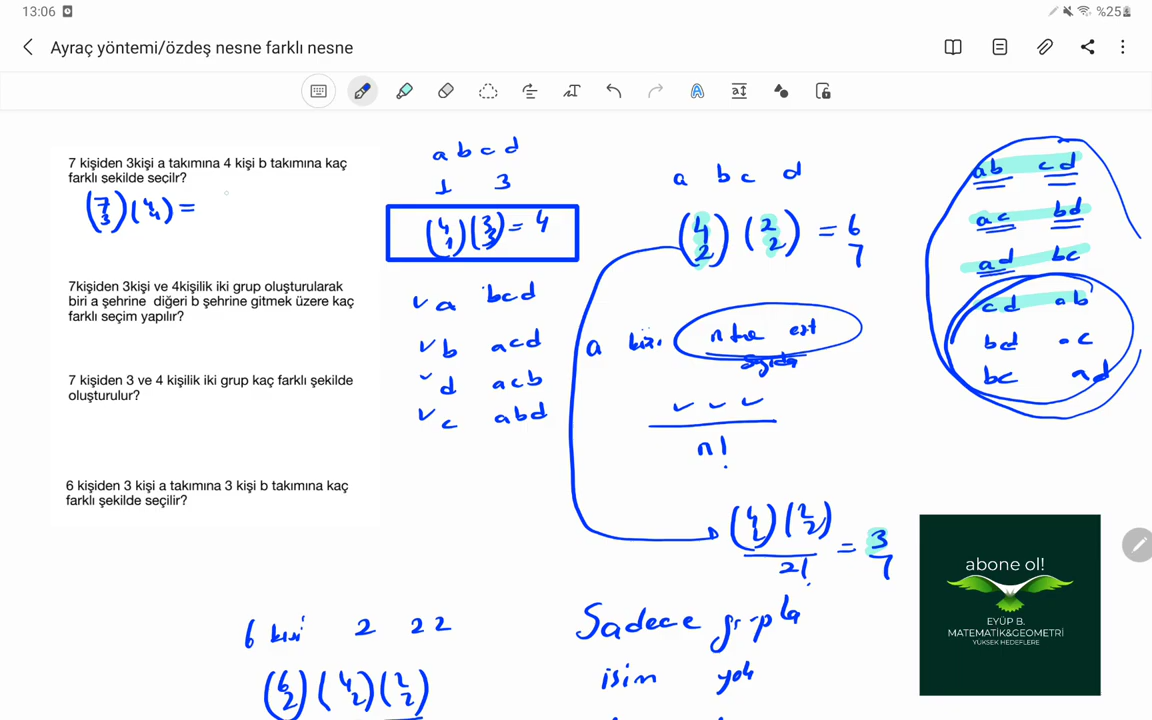 13:06
%25
Ayraç yöntemi/özdeş nesne farklı nesne
7 kişiden 3kişi a takımına 4 kişi b takımına kaç
farklı şekilde seçilr?
(7 3)(4 4) =
7kişiden 3kişi ve 4kişilik iki grup oluşturularak
biri a şehrine diğeri b şehrine gitmek üzere kaç
farklı seçim yapılır?
7 kişiden 3 ve 4 kişilik iki grup kaç farklı şekilde
oluşturulur?
6 kişiden 3 kişi a takımına 3 kişi b takımına kaç
farklı şekilde seçilir?
a b c d
1 3
(4 1)(3 3) = 4
✓ a bcd
✓ b acd
✓ d acb
✓ c abd
a b c d
(4 2)(2 2) = 6
7
a
n tne eşit
✓ ✓ ✓
n!
(4 2)(2 2)
2!
= 3
7
ab cd
ac bd
ad bc
cd ab
bd ac
bc ad
6 kişi 2 2 2
(6 2)(4 2)(2 2)
Sadece grupla
isim yok
abone ol!
EYÜP B.
MATEMATİK&GEOMETRİ
YÜKSEK HEDEFLERE